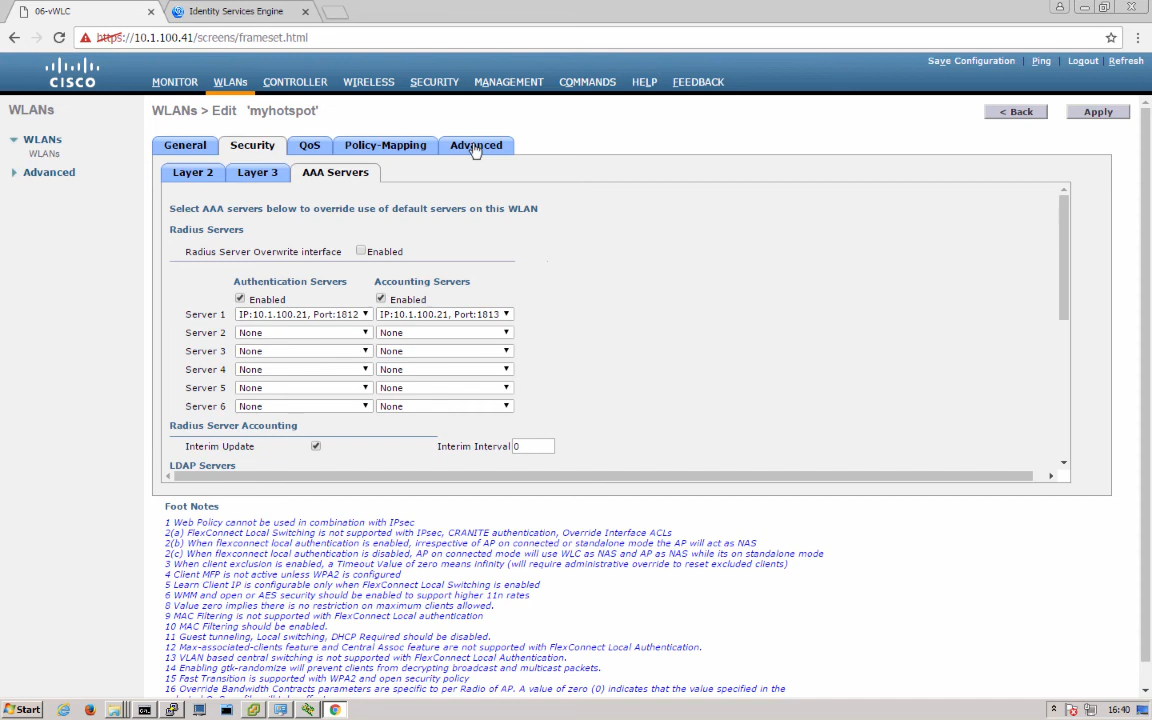 06-vWLC
Identity Services Engine
https://10.1.100.41/screens/frameset.html
Save Configuration | Ping | Logout | Refresh
CISCO
MONITOR WLANs CONTROLLER WIRELESS SECURITY MANAGEMENT COMMANDS HELP FEEDBACK
WLANs
WLANs > Edit 'myhotspot'
< Back
Apply
WLANs
WLANs
Advanced
General Security QoS Policy-Mapping Advanced
Layer 2 Layer 3 AAA Servers
Select AAA servers below to override use of default servers on this WLAN
Radius Servers
Radius Server Overwrite interface Enabled
Authentication Servers Accounting Servers
Enabled Enabled
Server 1 IP:10.1.100.21, Port:1812 IP:10.1.100.21, Port:1813
Server 2 None None
Server 3 None None
Server 4 None None
Server 5 None None
Server 6 None None
Radius Server Accounting
Interim Update Interim Interval 0
LDAP Servers
Foot Notes
1 Web Policy cannot be used in combination with IPsec
2(a) FlexConnect Local Switching is not supported with IPsec, CRANITE authentication, Override Interface ACLs
2(b) When flexconnect local authentication is enabled, irrespective of AP on connected or standalone mode the AP will act as NAS
2(c) When flexconnect local authentication is disabled, AP on connected mode will use WLC as NAS and AP as NAS while its on standalone mode
3 When client exclusion is enabled, a Timeout Value of zero means infinity (will require administrative override to reset excluded clients)
4 Client MFP is not active unless WPA2 is configured
5 Learn Client IP is configurable only when FlexConnect Local Switching is enabled
6 WMM and open or AES security should be enabled to support higher 11n rates
8 Value zero implies there is no restriction on maximum clients allowed.
9 MAC Filtering is not supported with FlexConnect Local authentication
10 MAC Filtering should be enabled.
11 Guest tunneling, Local switching, DHCP Required should be disabled.
12 Max-associated-clients feature and Central Assoc feature are not supported with FlexConnect Local Authentication.
13 VLAN based central switching is not supported with FlexConnect Local Authentication.
14 Enabling gtk-randomize will prevent clients from decrypting broadcast and multicast packets.
15 Fast Transition is supported with WPA2 and open security policy
16 Override Bandwidth Contracts parameters are specific to per Radio of AP. A value of zero (0) indicates that the value specified in the
Start
16:40